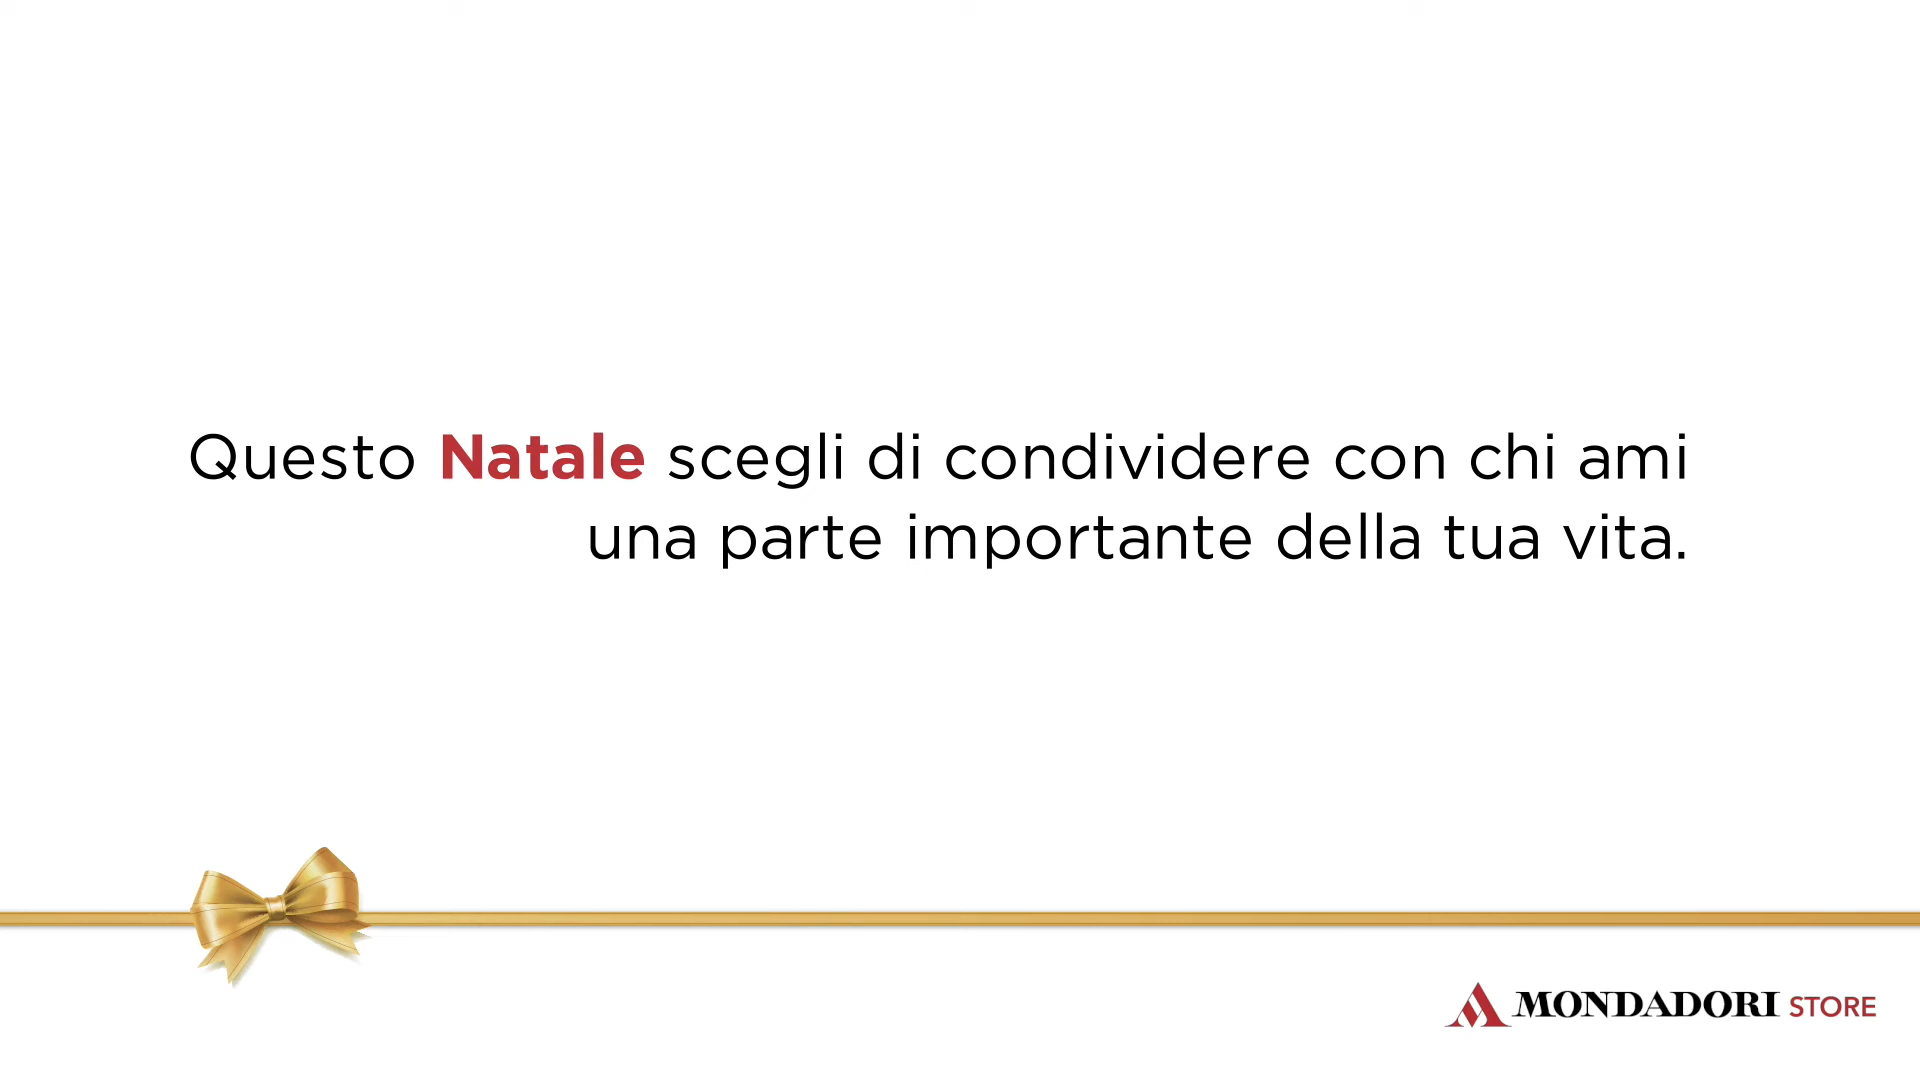 Questo Natale scegli di condividere con chi ami
una parte importante della tua vita.
MONDADORI STORE